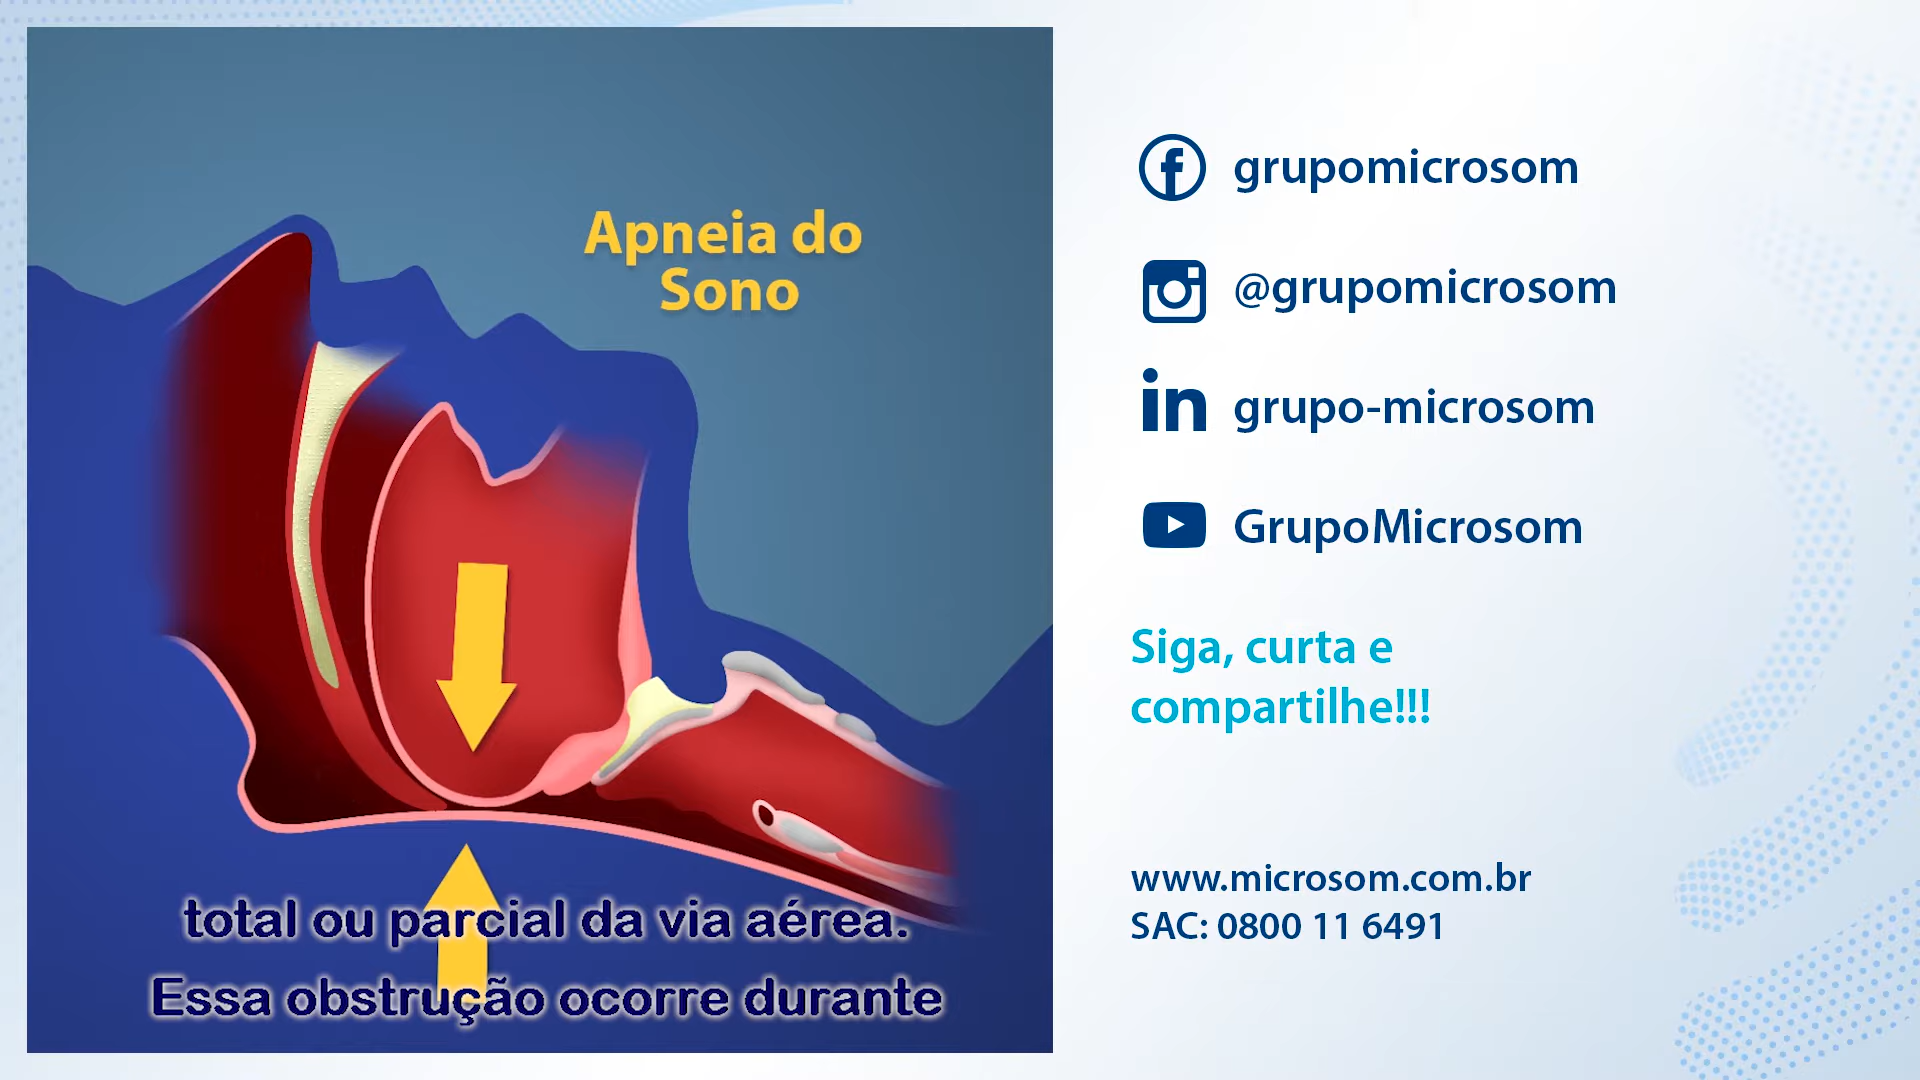 Apneia do
Sono
total ou parcial da via aérea.
Essa obstrução ocorre durante
grupomicrosom
@grupomicrosom
grupo-microsom
GrupoMicrosom
Siga, curta e
compartilhe!!!
www.microsom.com.br
SAC: 0800 11 6491